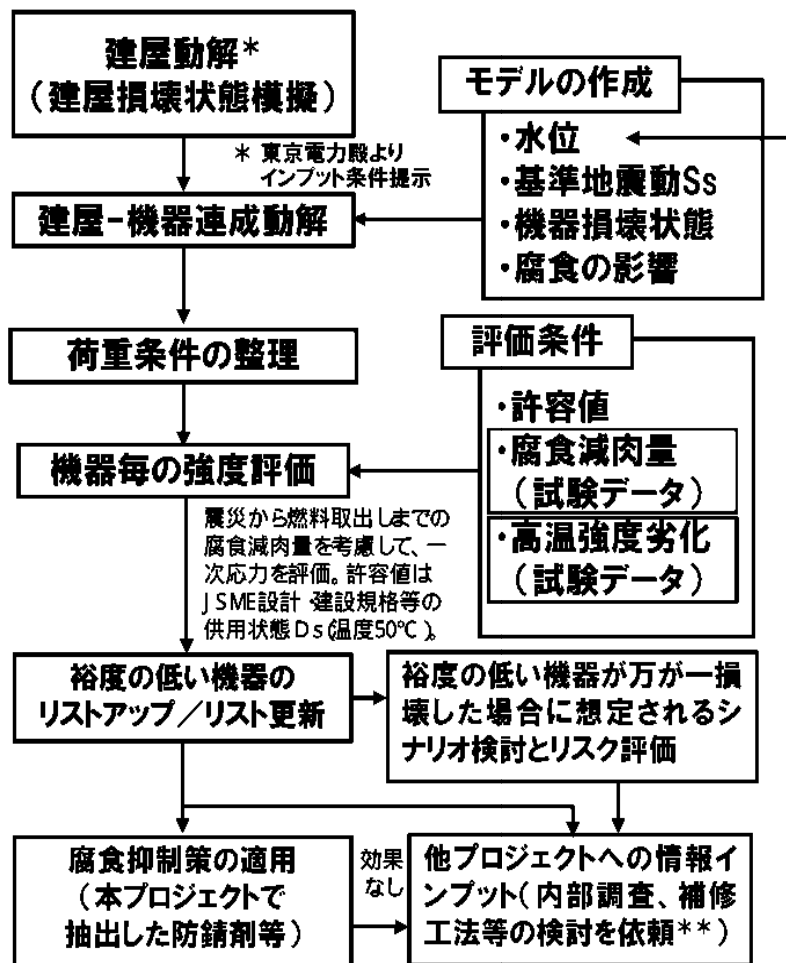 建屋動解*
(建屋損壊状態模擬)
* 東京電力殿より
インプット条件提示
モデルの作成
・水位
・基準地震動Ss
・機器損壊状態
・腐食の影響
建屋-機器連成動解
荷重条件の整理
評価条件
・許容値
・腐食減肉量
(試験データ)
・高温強度劣化
(試験データ)
機器毎の強度評価
震災から燃料取出しまでの
腐食減肉量を考慮して、一
次応力を評価。許容値は
JSME設計・建設規格等の
供用状態Ds(温度50℃)。
裕度の低い機器の
リストアップ/リスト更新
裕度の低い機器が万が一損
壊した場合に想定されるシ
ナリオ検討とリスク評価
腐食抑制策の適用
(本プロジェクトで
抽出した防錆剤等)
効果
なし
他プロジェクトへの情報イ
ンプット(内部調査、補修
工法等の検討を依頼**)